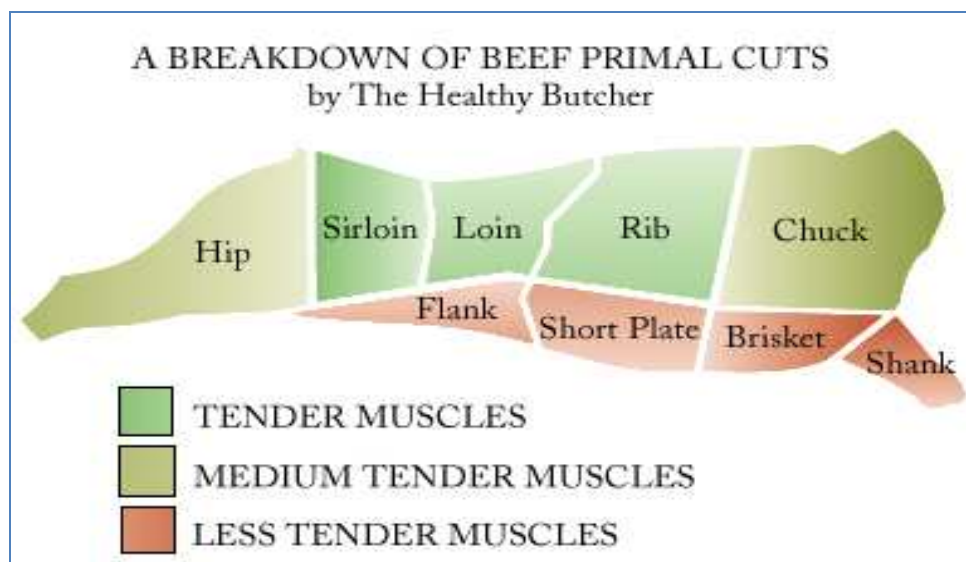 A BREAKDOWN OF BEEF PRIMAL CUTS
by The Healthy Butcher
Hip
Sirloin
Loin
Rib
Chuck
Flank
Short Plate
Brisket
Shank
TENDER MUSCLES
MEDIUM TENDER MUSCLES
LESS TENDER MUSCLES